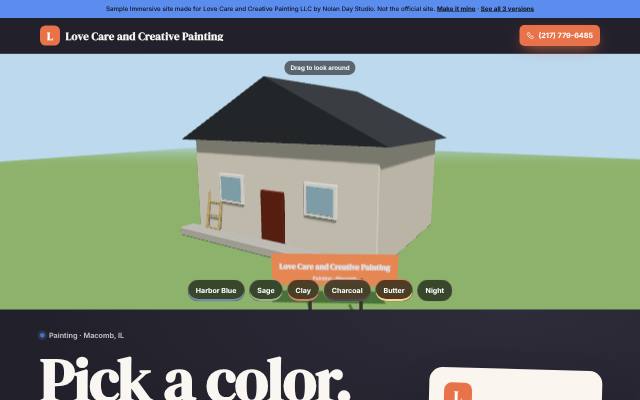 Sample Immersive site made for Love Care and Creative Painting LLC by Nolan Day Studio. Not the official site. Make it mine · See all 3 versions
L Love Care and Creative Painting
(217) 779-6485
Drag to look around
Love Care and Creative Painting
Harbor Blue Sage Clay Charcoal Butter Night
Painting · Macomb, IL
Pick a color.
L